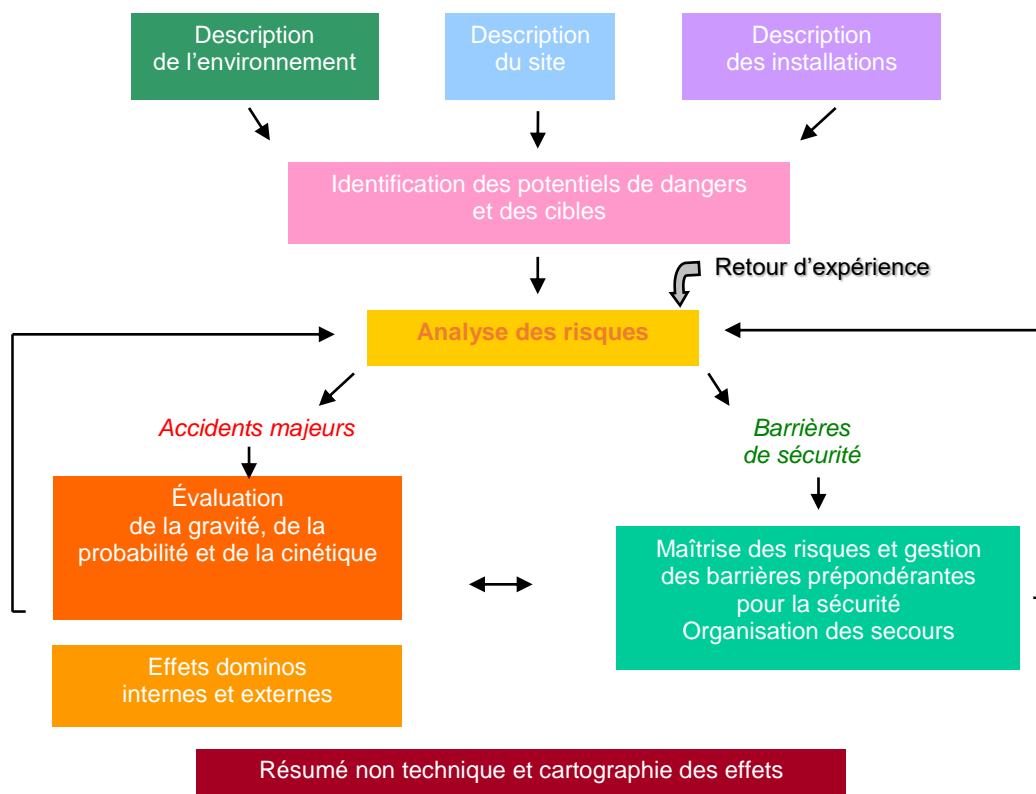 Description
de l’environnement
Description
du site
Description
des installations
Identification des potentiels de dangers
et des cibles
Retour d’expérience
Analyse des risques
Accidents majeurs
Barrières
de sécurité
Évaluation
de la gravité, de la
probabilité et de la cinétique
Maîtrise des risques et gestion
des barrières prépondérantes
pour la sécurité
Organisation des secours
Effets dominos
internes et externes
Résumé non technique et cartographie des effets